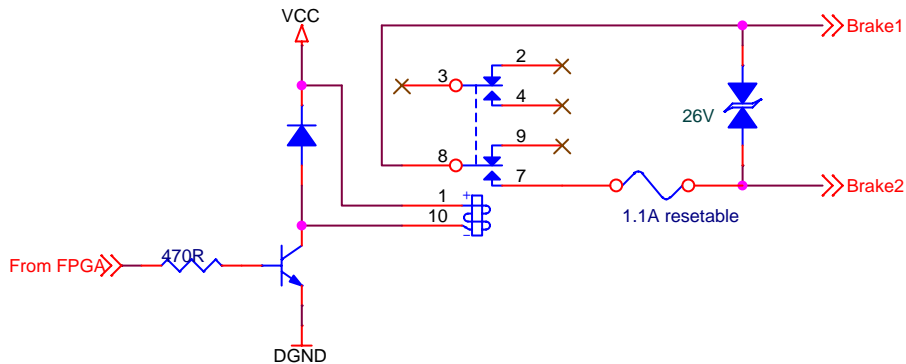 VCC
Brake1
2
3
4
26V
9
8
7
Brake2
1
+
1.1A resetable
10
−
470R
From FPGA
DGND